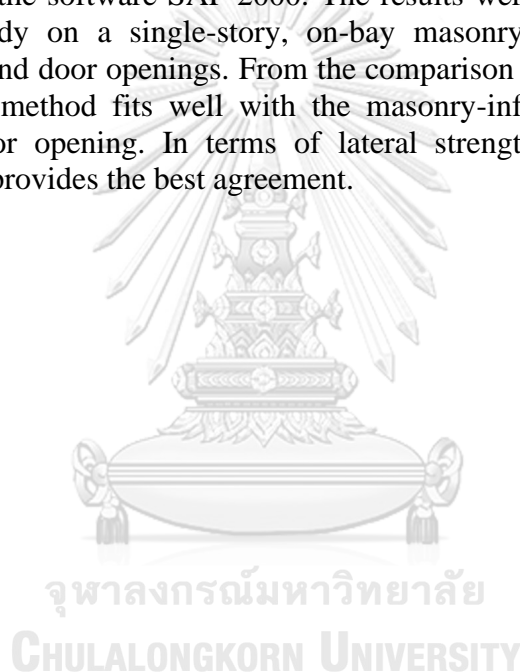 the software SAP 2000. The results wel
dy on a single-story, on-bay masonry
nd door openings. From the comparison
method fits well with the masonry-inf
or opening. In terms of lateral strengt
provides the best agreement.
จุฬาลงกรณ์มหาวิทยาลัย
CHULALONGKORN UNIVERSITY